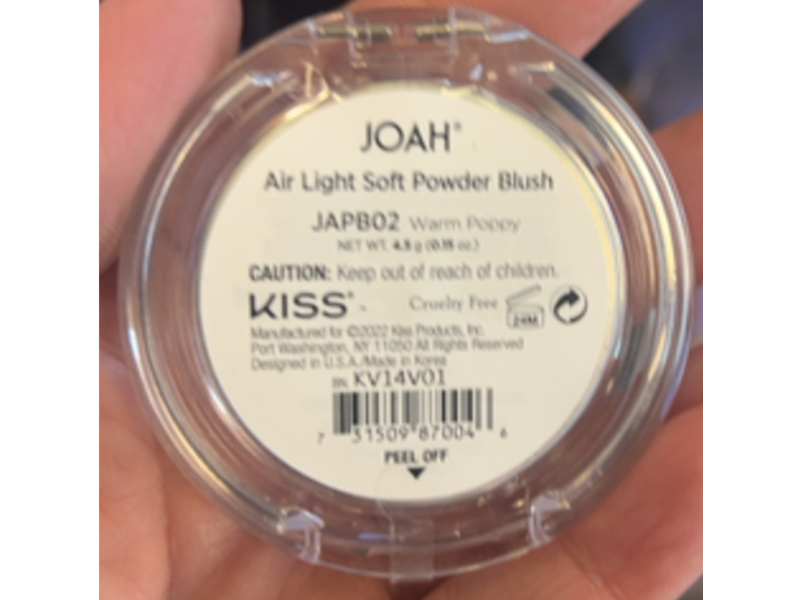 JOAH®
Air Light Soft Powder Blush
JAPB02 Warm Poppy
NET WT. 4.3 g (0.15 oz.)
CAUTION: Keep out of reach of children.
KISS® Cruelty Free 24M
Manufactured for ©2022 Kiss Products, Inc.
Port Washington, NY 11050 All Rights Reserved
Designed in U.S.A./Made in Korea
BN. KV14V01
7 31509 87004 6
PEEL OFF